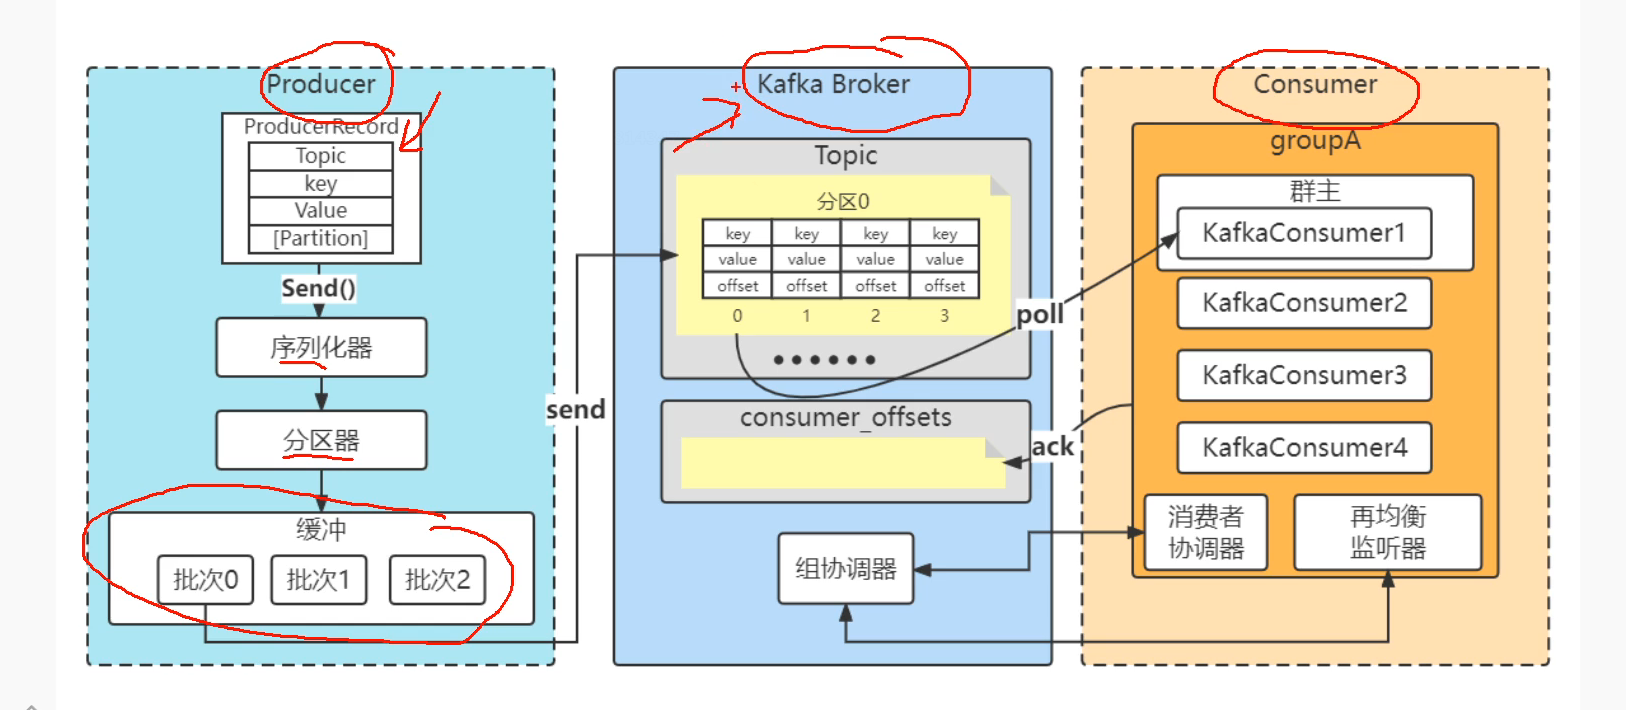 Producer
ProducerRecord
Topic
key
Value
[Partition]
Send()
序列化器
分区器
缓冲
批次0
批次1
批次2
send
Kafka Broker
Topic
分区0
key key key key
value value value value
offset offset offset offset
0 1 2 3
poll
consumer_offsets
ack
组协调器
Consumer
groupA
群主
KafkaConsumer1
KafkaConsumer2
KafkaConsumer3
KafkaConsumer4
消费者
协调器
再均衡
监听器